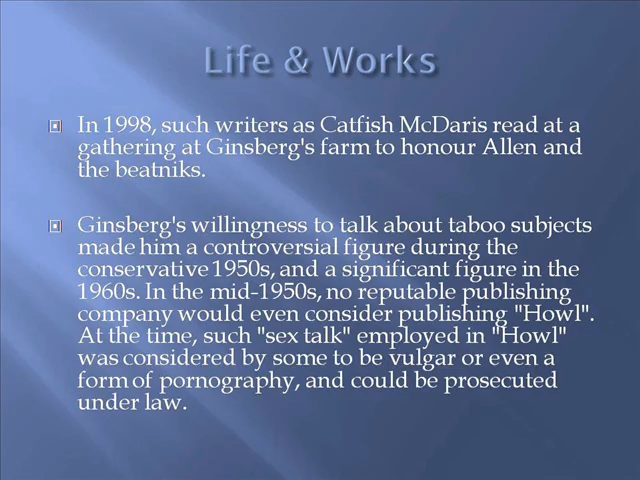 Life & Works
In 1998, such writers as Catfish McDaris read at a
gathering at Ginsberg's farm to honour Allen and
the beatniks.
Ginsberg's willingness to talk about taboo subjects
made him a controversial figure during the
conservative 1950s, and a significant figure in the
1960s. In the mid-1950s, no reputable publishing
company would even consider publishing "Howl".
At the time, such "sex talk" employed in "Howl"
was considered by some to be vulgar or even a
form of pornography, and could be prosecuted
under law.